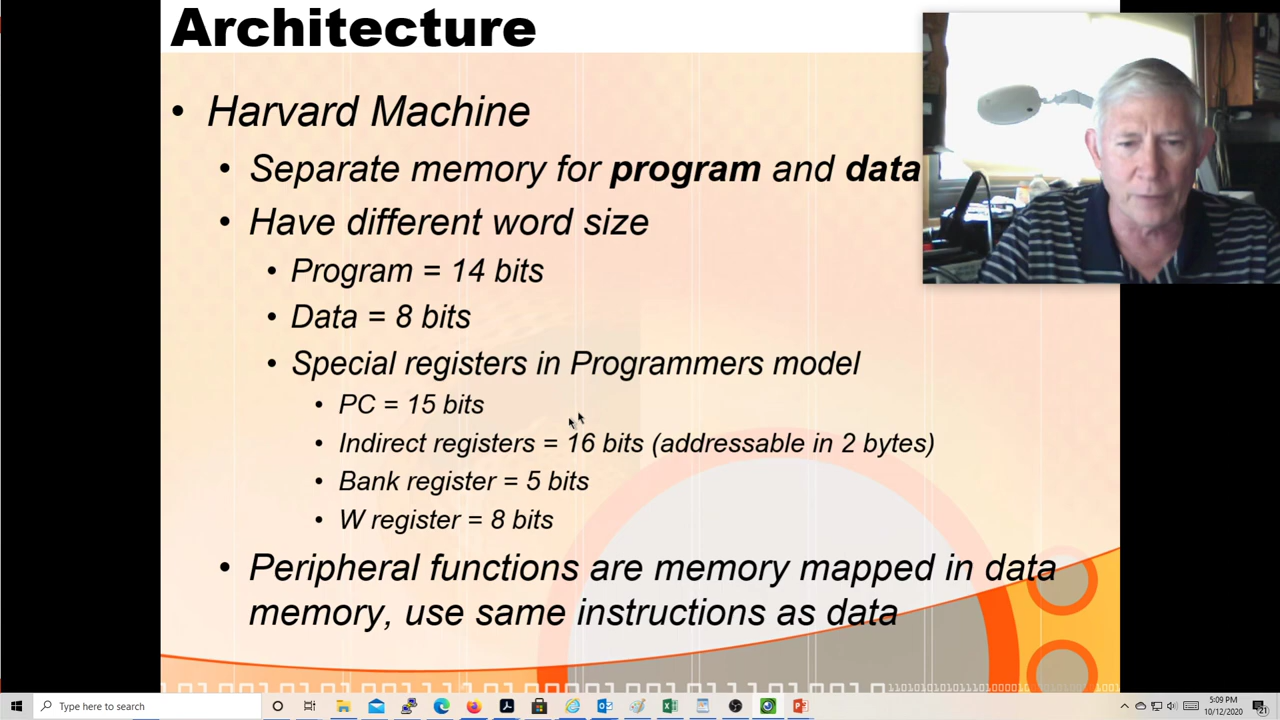 Architecture
• Harvard Machine
• Separate memory for program and data
• Have different word size
• Program = 14 bits
• Data = 8 bits
• Special registers in Programmers model
• PC = 15 bits
• Indirect registers = 16 bits (addressable in 2 bytes)
• Bank register = 5 bits
• W register = 8 bits
• Peripheral functions are memory mapped in data
memory, use same instructions as data
Type here to search
5:09 PM
10/12/2020
21